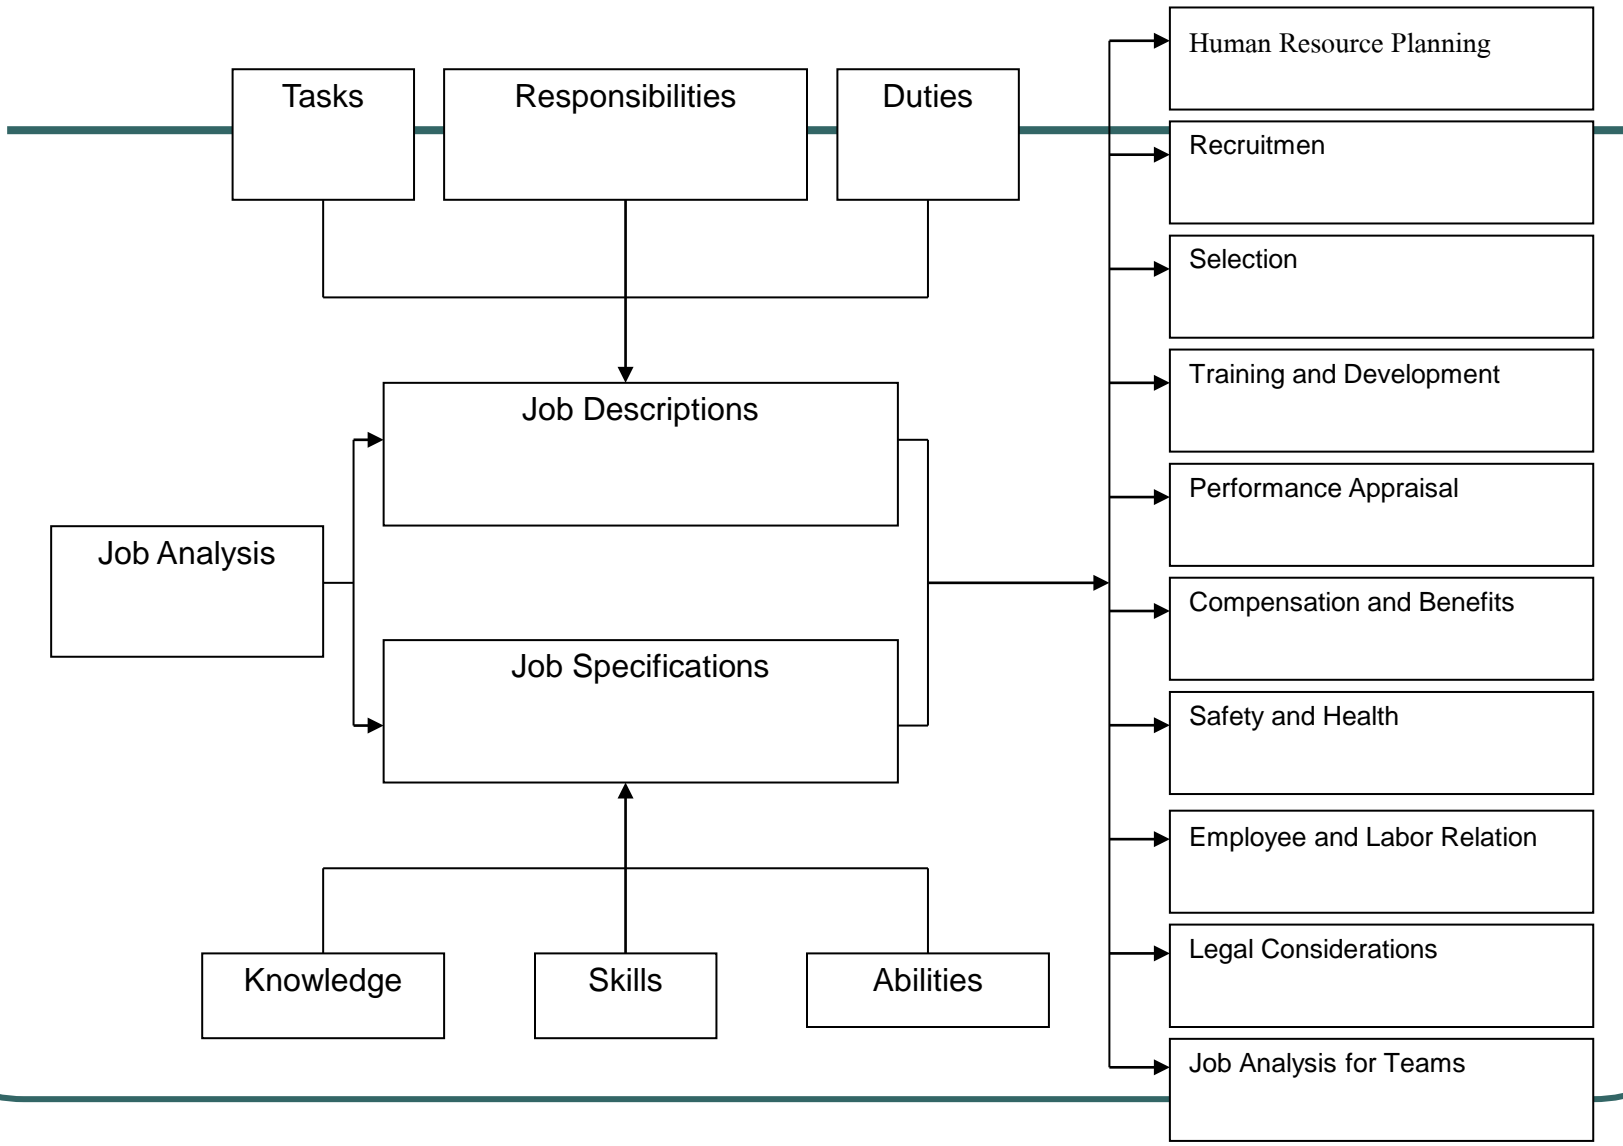 Tasks
Responsibilities
Duties
Job Descriptions
Job Analysis
Job Specifications
Knowledge
Skills
Abilities
Human Resource Planning
Recruitmen
Selection
Training and Development
Performance Appraisal
Compensation and Benefits
Safety and Health
Employee and Labor Relation
Legal Considerations
Job Analysis for Teams